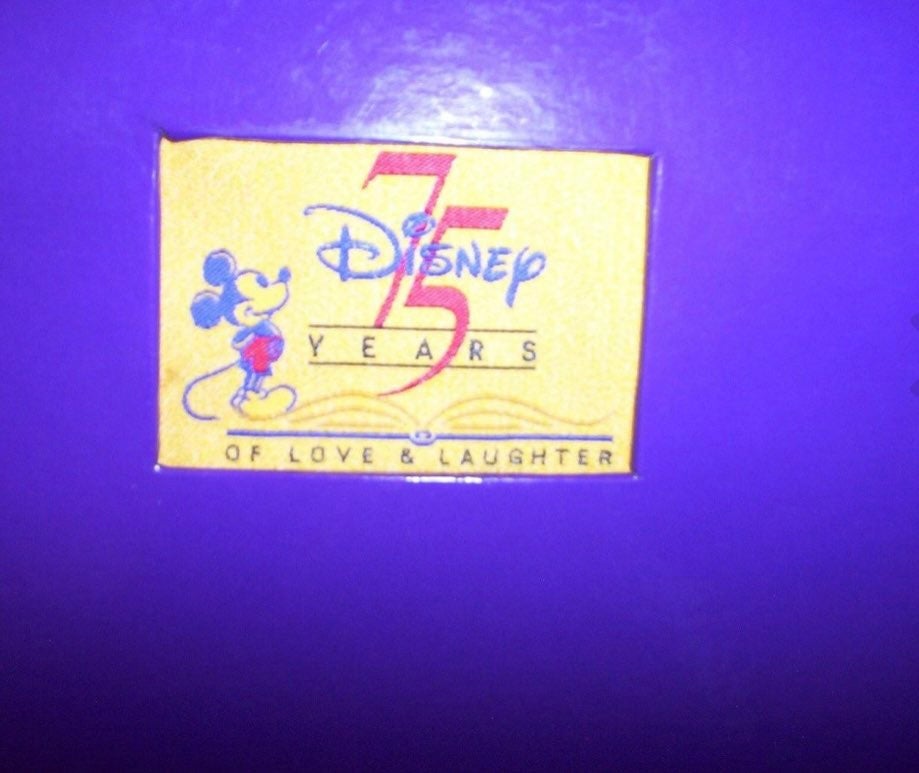 75
Disney
YEARS
OF LOVE & LAUGHTER